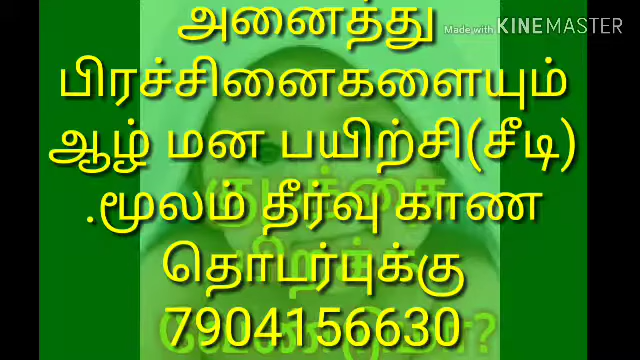 Made with KINEMASTER
அனைத்து
பிரச்சினைகளையும்
ஆழ் மன பயிற்சி(சீடி)
.மூலம் தீர்வு காண
தொடர்புக்கு
7904156630